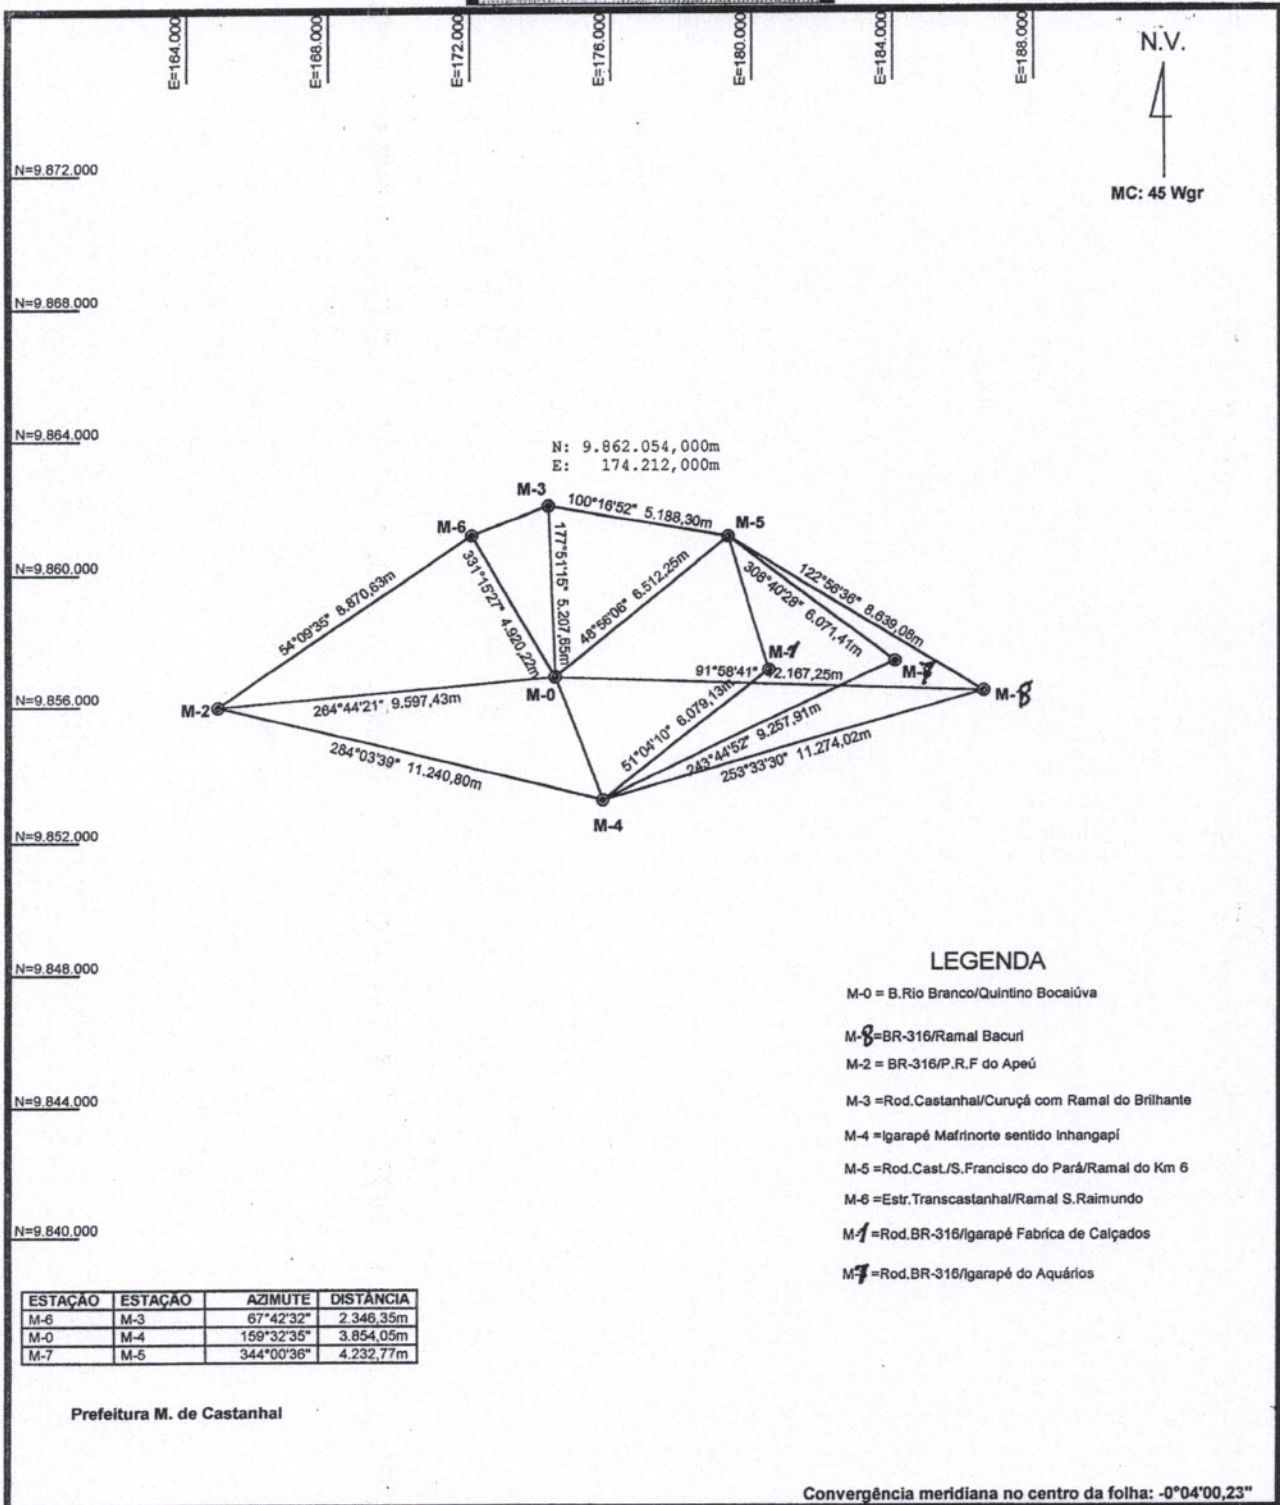 E=164.000
E=168.000
E=172.000
E=176.000
E=180.000
E=184.000
E=188.000
N.V.
MC: 45 Wgr
N=9.872.000
N=9.868.000
N=9.864.000
N: 9.862.054,000m
E: 174.212,000m
M-3
100°16'52" 5.188,30m
M-6
M-5
177°51'15" 5.207,65m
331°15'27" 4.920,22m
48°56'06" 6.512,25m
308°40'28" 6.071,41m
122°56'36" 8.639,08m
N=9.860.000
54°09'35" 8.870,63m
M-1
M-7
91°58'41" 12.167,25m
M-8
M-0
M-2
N=9.856.000
264°44'21" 9.597,43m
284°03'39" 11.240,80m
51°04'10" 6.079,13m
243°44'52" 9.257,91m
253°33'30" 11.274,02m
M-4
N=9.852.000
N=9.848.000
LEGENDA
M-0 = B.Rio Branco/Quintino Bocaiúva
M-8=BR-316/Ramal Bacuri
M-2 = BR-316/P.R.F do Apeú
M-3 =Rod.Castanhal/Curuçá com Ramal do Brilhante
M-4 =Igarapé Mafrinorte sentido Inhangapí
M-5 =Rod.Cast./S.Francisco do Pará/Ramal do Km 6
M-6 =Estr.Transcastanhal/Ramal S.Raimundo
M-1 =Rod.BR-316/Igarapé Fabrica de Calçados
M-7 =Rod.BR-316/Igarapé do Aquários
N=9.844.000
N=9.840.000
ESTAÇÃO ESTAÇÃO AZIMUTE DISTÂNCIA
M-6 M-3 67°42'32" 2.346,35m
M-0 M-4 159°32'35" 3.854,05m
M-7 M-5 344°00'36" 4.232,77m
Prefeitura M. de Castanhal
Convergência meridiana no centro da folha: -0°04'00,23"